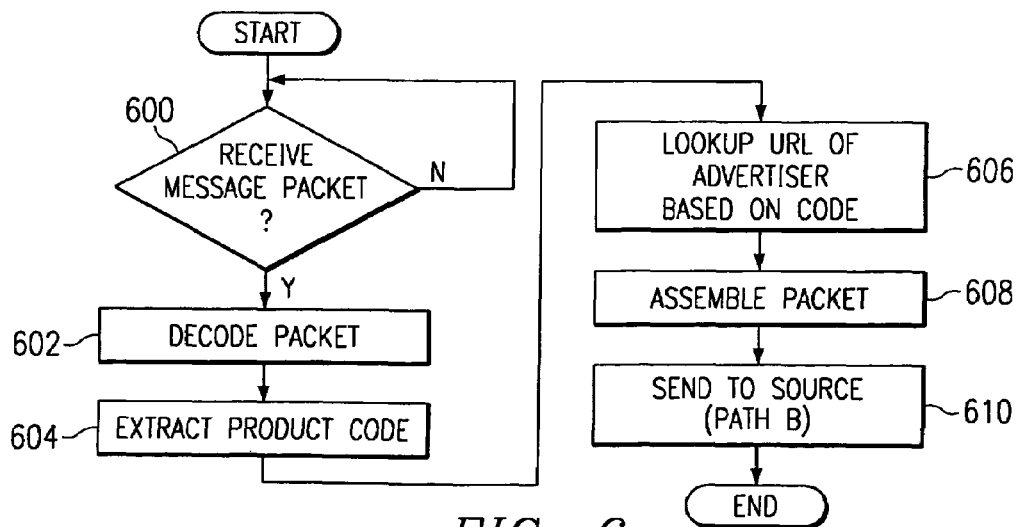 START
600
RECEIVE
MESSAGE PACKET
?
N
Y
602
DECODE PACKET
604
EXTRACT PRODUCT CODE
LOOKUP URL OF
ADVERTISER
BASED ON CODE
606
ASSEMBLE PACKET
608
SEND TO SOURCE
(PATH B)
610
END
FIG. 6